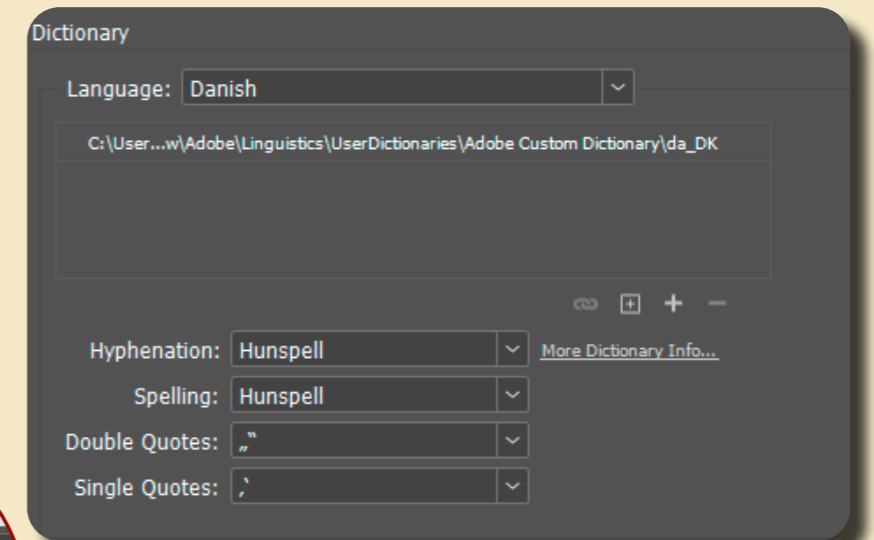 Dictionary
Language: Danish
C:\User...w\Adobe\Linguistics\UserDictionaries\Adobe Custom Dictionary\da_DK
Hyphenation: Hunspell More Dictionary Info...
Spelling: Hunspell
Double Quotes: „‟
Single Quotes: ‚‛